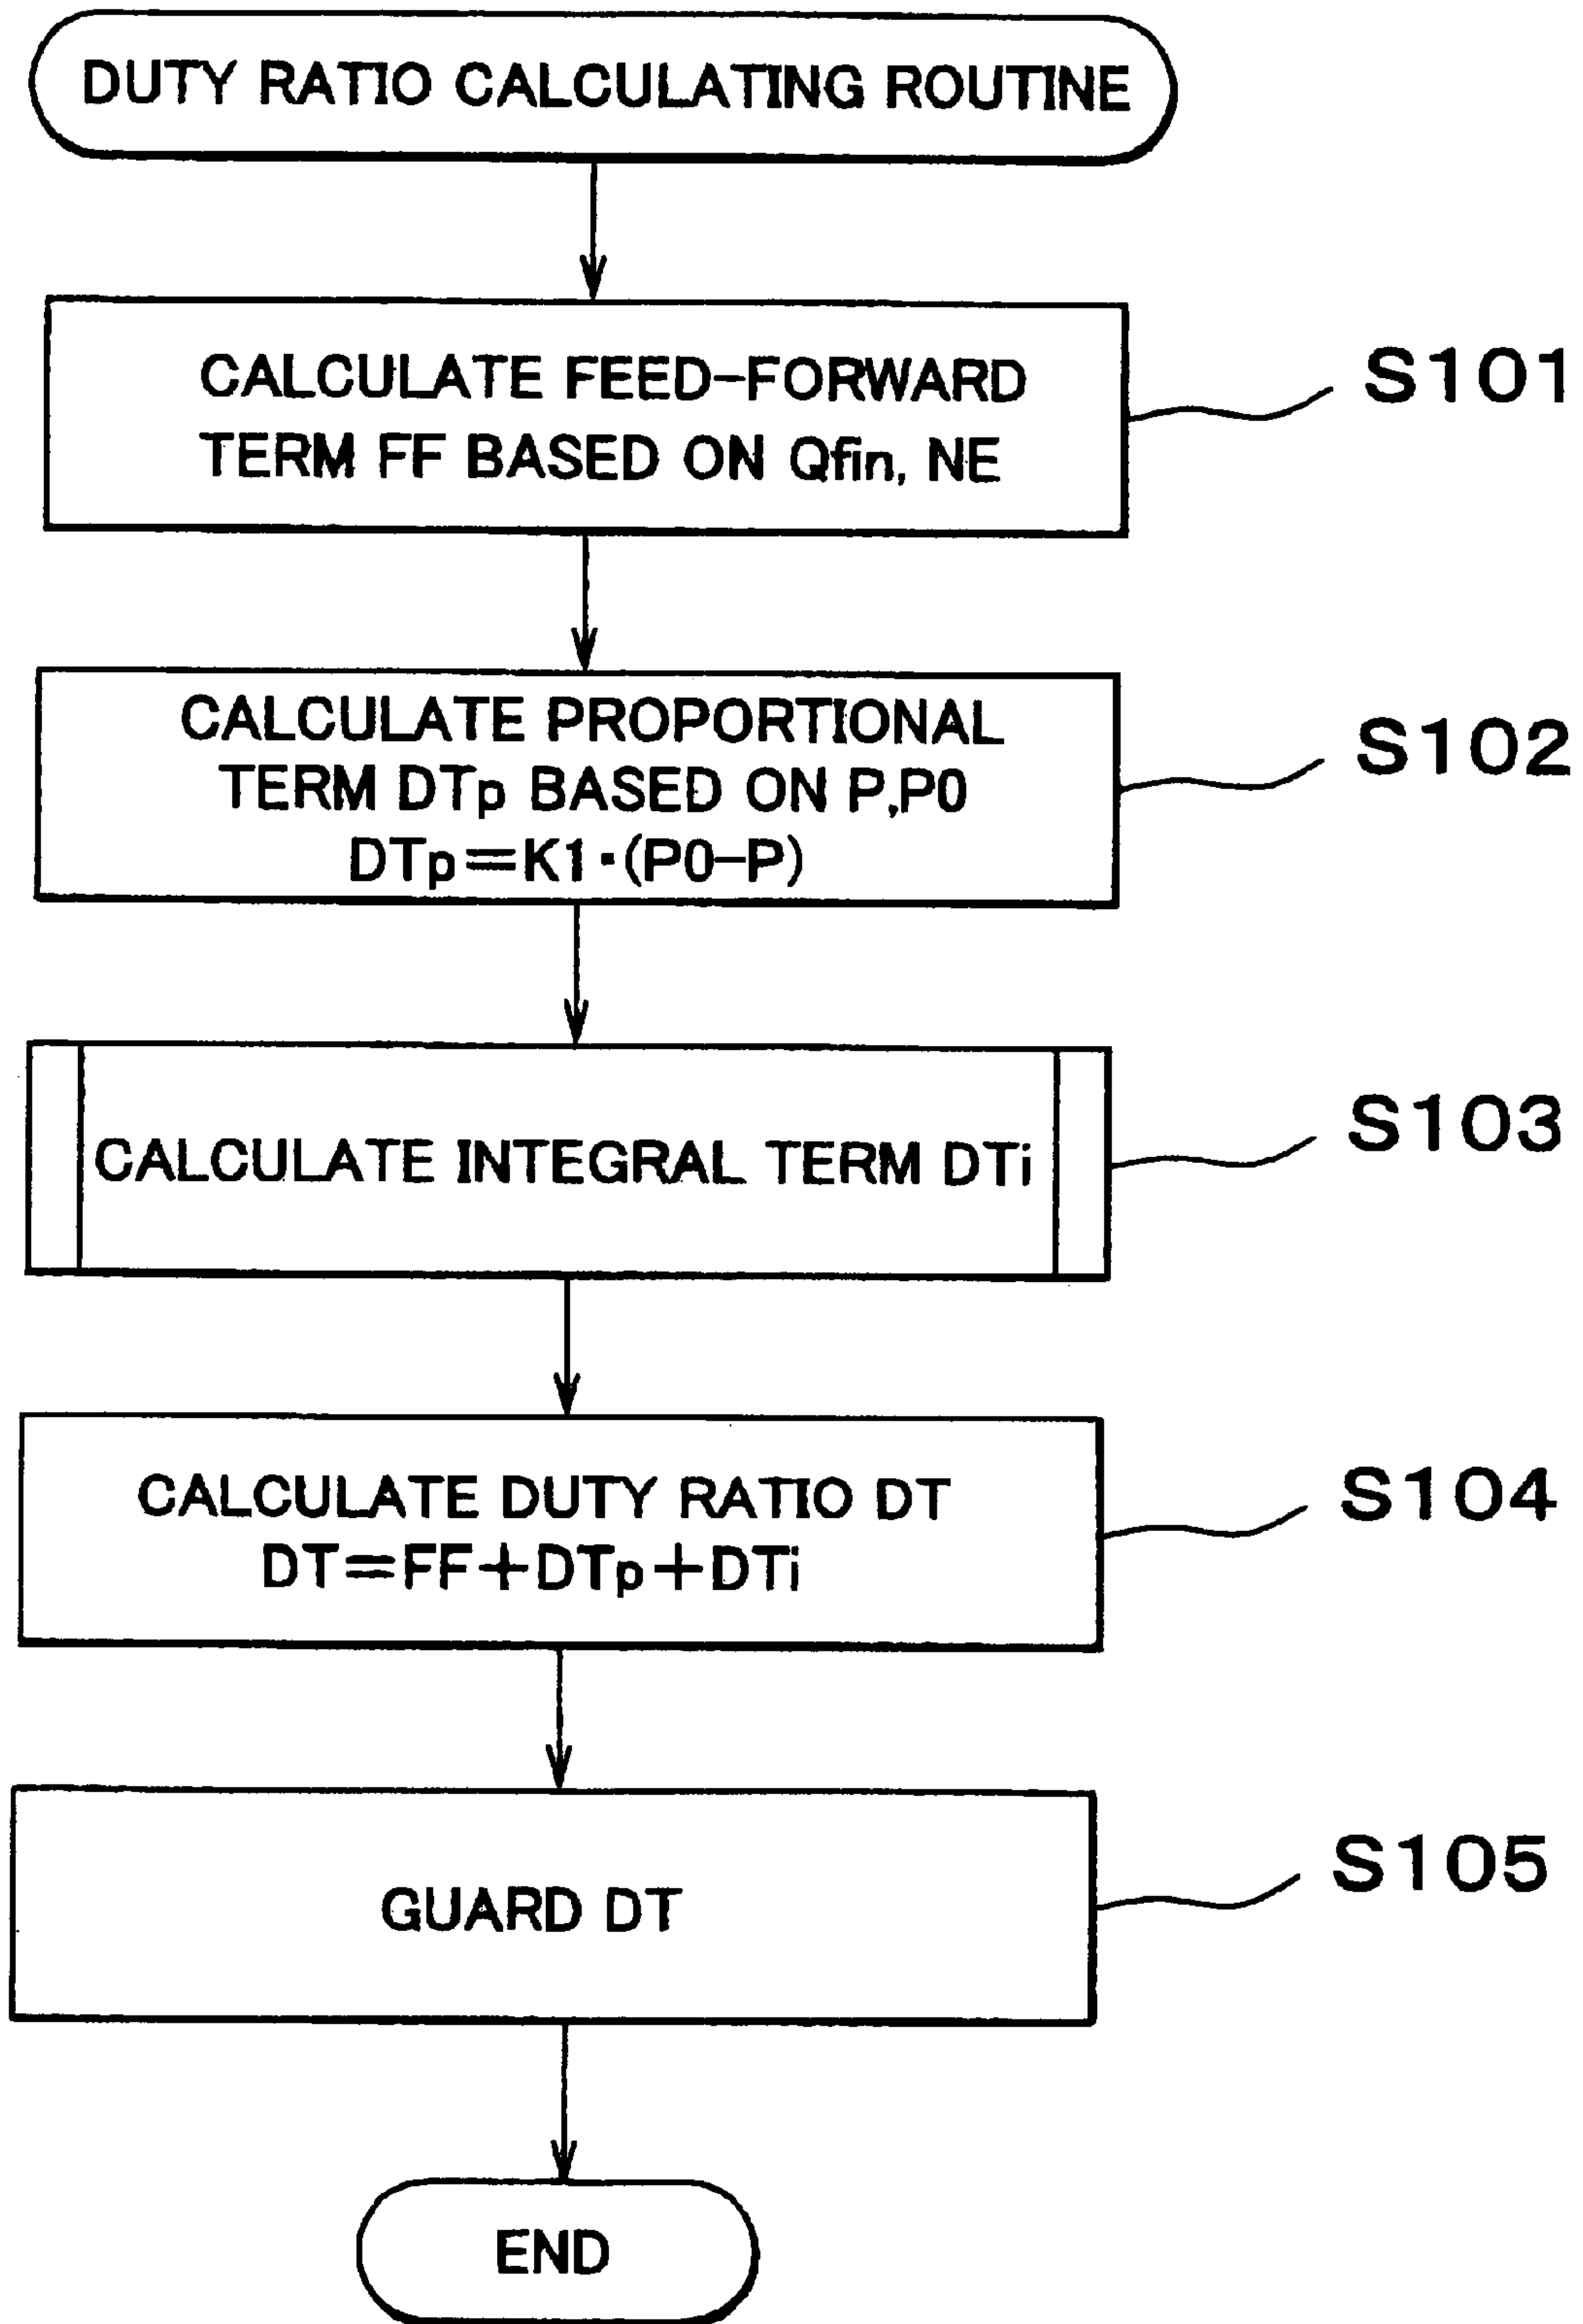 DUTY RATIO CALCULATING ROUTINE
CALCULATE FEED-FORWARD
TERM FF BASED ON Qfin, NE
S101
CALCULATE PROPORTIONAL
TERM DTp BASED ON P,P0
DTp=K1·(P0-P)
S102
CALCULATE INTEGRAL TERM DTi
S103
CALCULATE DUTY RATIO DT
DT=FF+DTp+DTi
S104
GUARD DT
S105
END